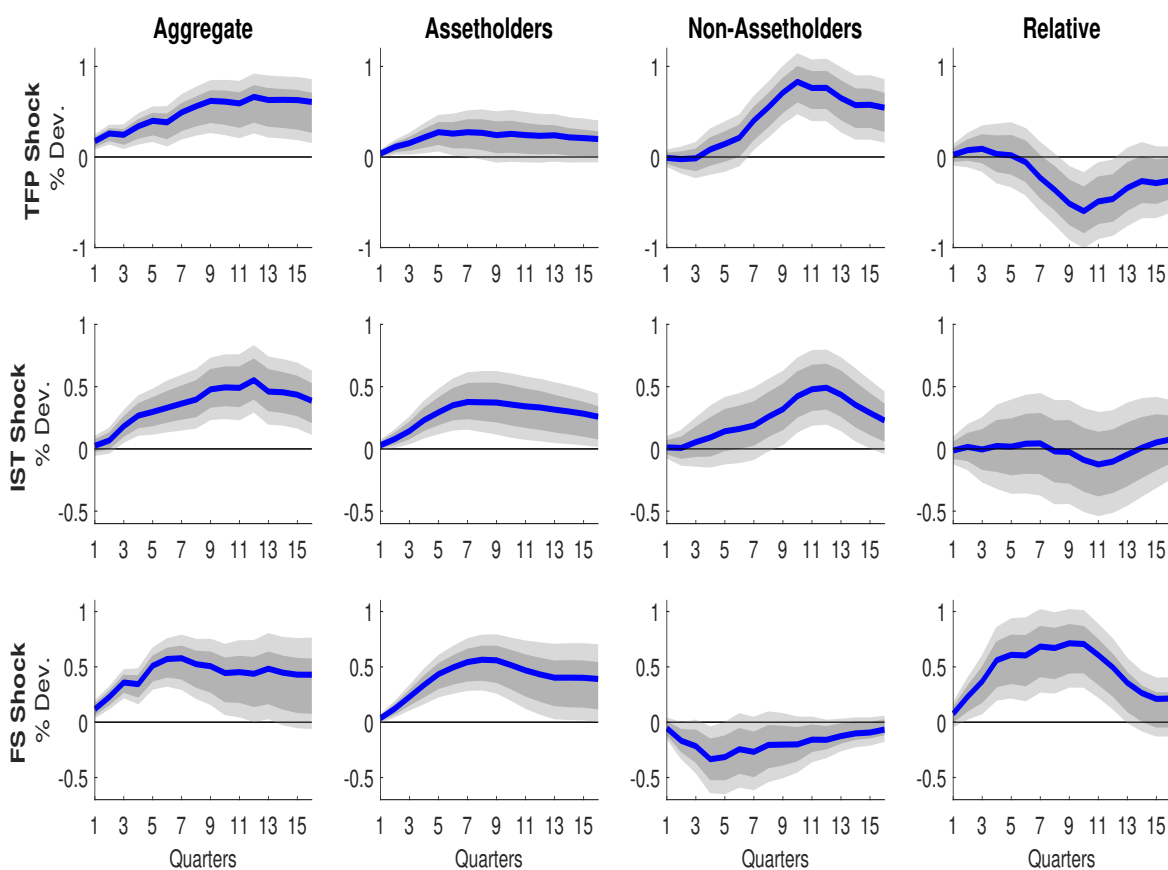 Aggregate Assetholders Non-Assetholders Relative
TFP Shock
% Dev.
1 1 1 1
0 0 0 0
-1 -1 -1 -1
1 3 5 7 9 11 13 15 1 3 5 7 9 11 13 15 1 3 5 7 9 11 13 15 1 3 5 7 9 11 13 15
IST Shock
% Dev.
1 1 1 1
0.5 0.5 0.5 0.5
0 0 0 0
-0.5 -0.5 -0.5 -0.5
1 3 5 7 9 11 13 15 1 3 5 7 9 11 13 15 1 3 5 7 9 11 13 15 1 3 5 7 9 11 13 15
FS Shock
% Dev.
1 1 1 1
0.5 0.5 0.5 0.5
0 0 0 0
-0.5 -0.5 -0.5 -0.5
1 3 5 7 9 11 13 15 1 3 5 7 9 11 13 15 1 3 5 7 9 11 13 15 1 3 5 7 9 11 13 15
Quarters Quarters Quarters Quarters